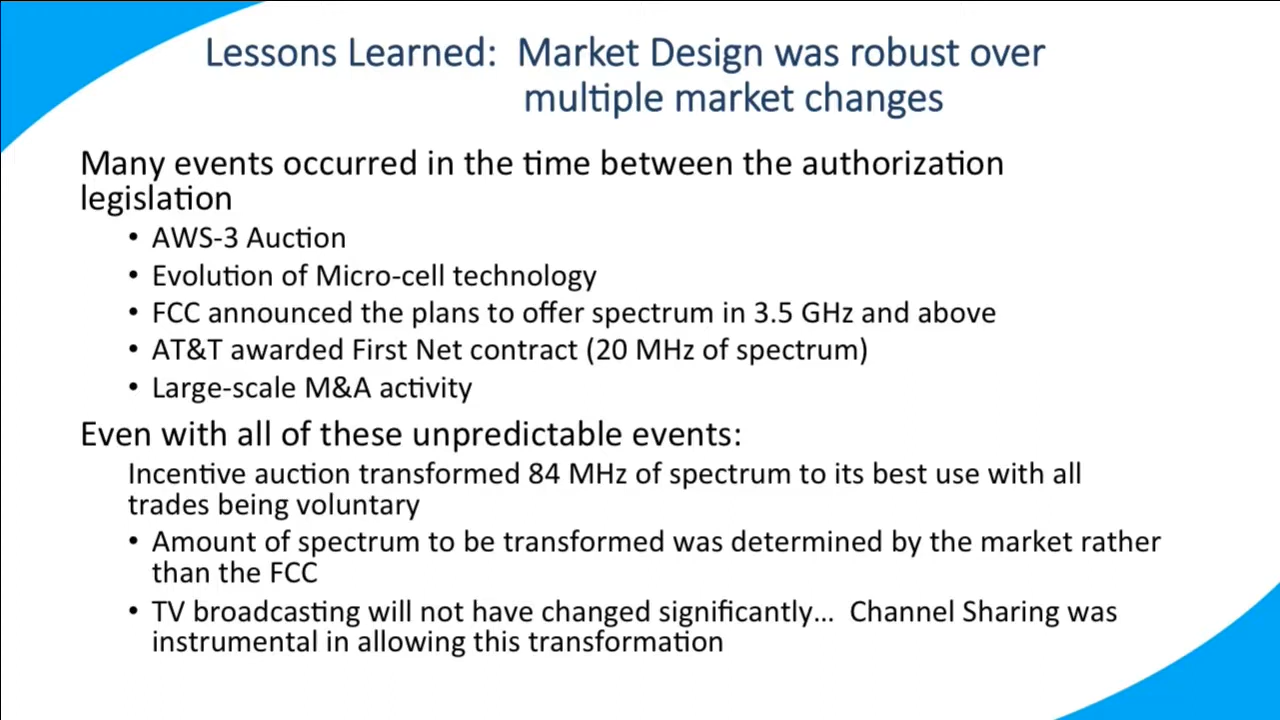 Lessons Learned:  Market Design was robust over
multiple market changes
Many events occurred in the time between the authorization
legislation
• AWS-3 Auction
• Evolution of Micro-cell technology
• FCC announced the plans to offer spectrum in 3.5 GHz and above
• AT&T awarded First Net contract (20 MHz of spectrum)
• Large-scale M&A activity
Even with all of these unpredictable events:
Incentive auction transformed 84 MHz of spectrum to its best use with all
trades being voluntary
• Amount of spectrum to be transformed was determined by the market rather
than the FCC
• TV broadcasting will not have changed significantly...  Channel Sharing was
instrumental in allowing this transformation